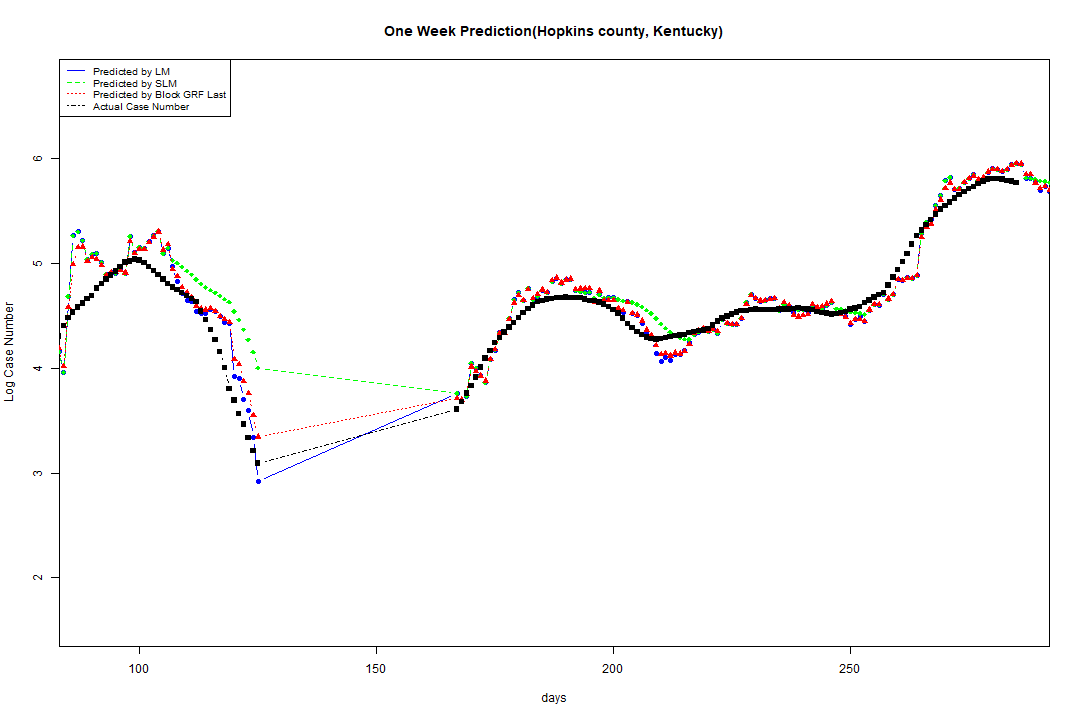 One Week Prediction(Hopkins county, Kentucky)
Predicted by LM
Predicted by SLM
Predicted by Block GRF Last
Actual Case Number
6
5
4
3
2
Log Case Number
100 150 200 250
days